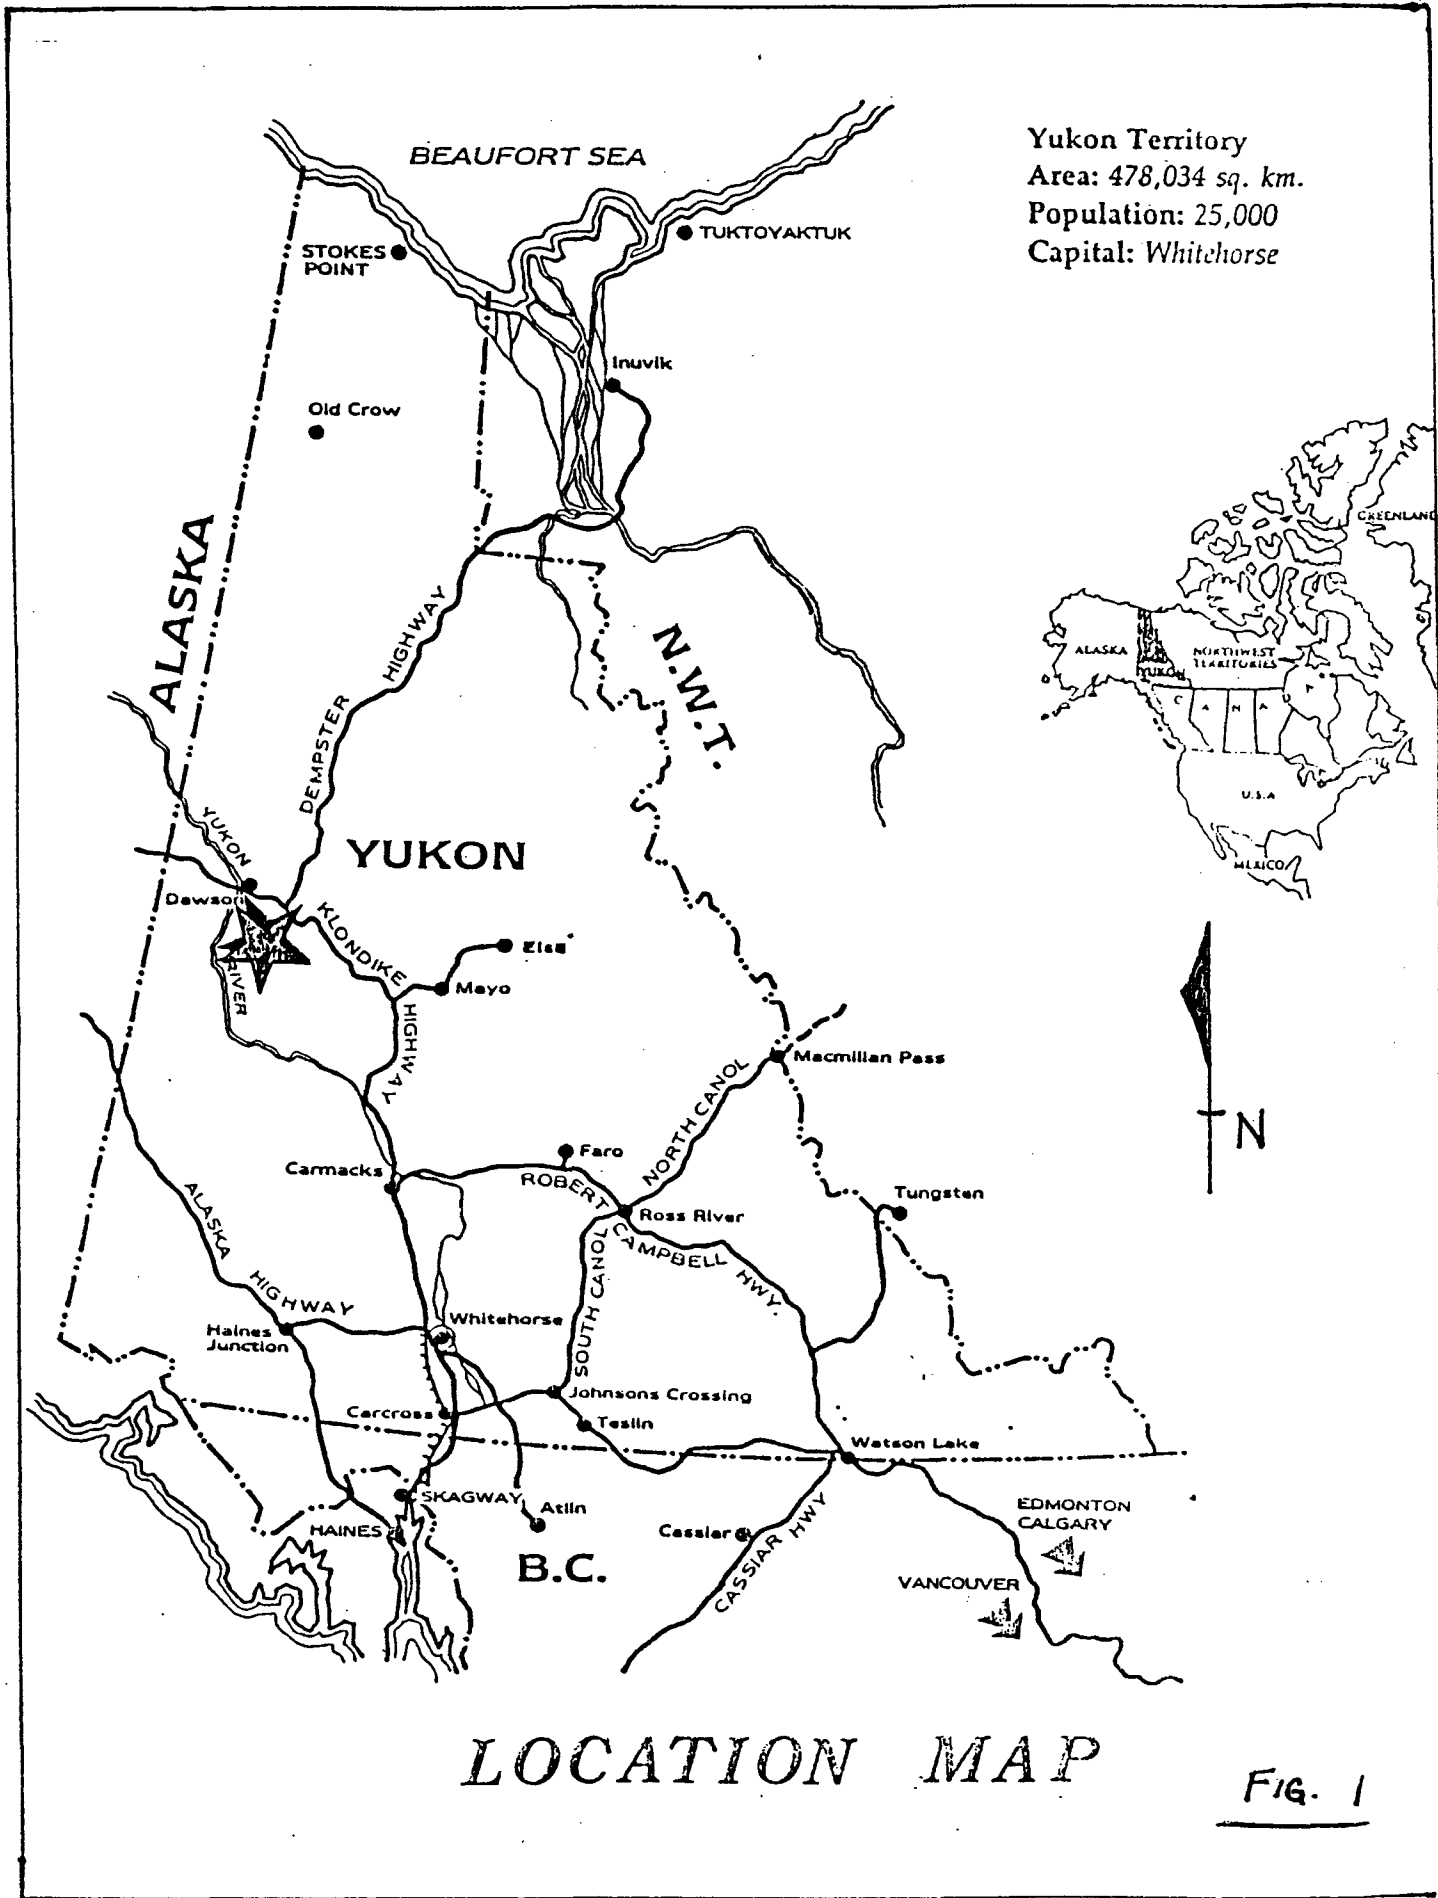 BEAUFORT SEA
Yukon Territory
Area: 478,034 sq. km.
Population: 25,000
Capital: Whitehorse
TUKTOYAKTUK
STOKES
POINT
Inuvik
Old Crow
GREENLAND
ALASKA
HIGHWAY
N.W.T.
ALASKA
NORTHWEST
TERRITORIES
YUKON
C A N A
DEMPSTER
U.S.A
YUKON
YUKON
MEXICO
Dawson
KLONDIKE
Elsa
RIVER
Mayo
HIGHWAY
Macmillan Pass
NORTH CANOL
N
Faro
Carmacks
ROBERT
Tungsten
Ross River
ALASKA
CAMPBELL
HWY.
SOUTH CANOL
HIGHWAY
Whitehorse
Haines
Junction
Johnsons Crossing
Carcross
Teslin
Watson Lake
SKAGWAY
Atlin
EDMONTON
CALGARY
HAINES
Cassiar
CASSIAR HWY
B.C.
VANCOUVER
LOCATION MAP
FIG. 1